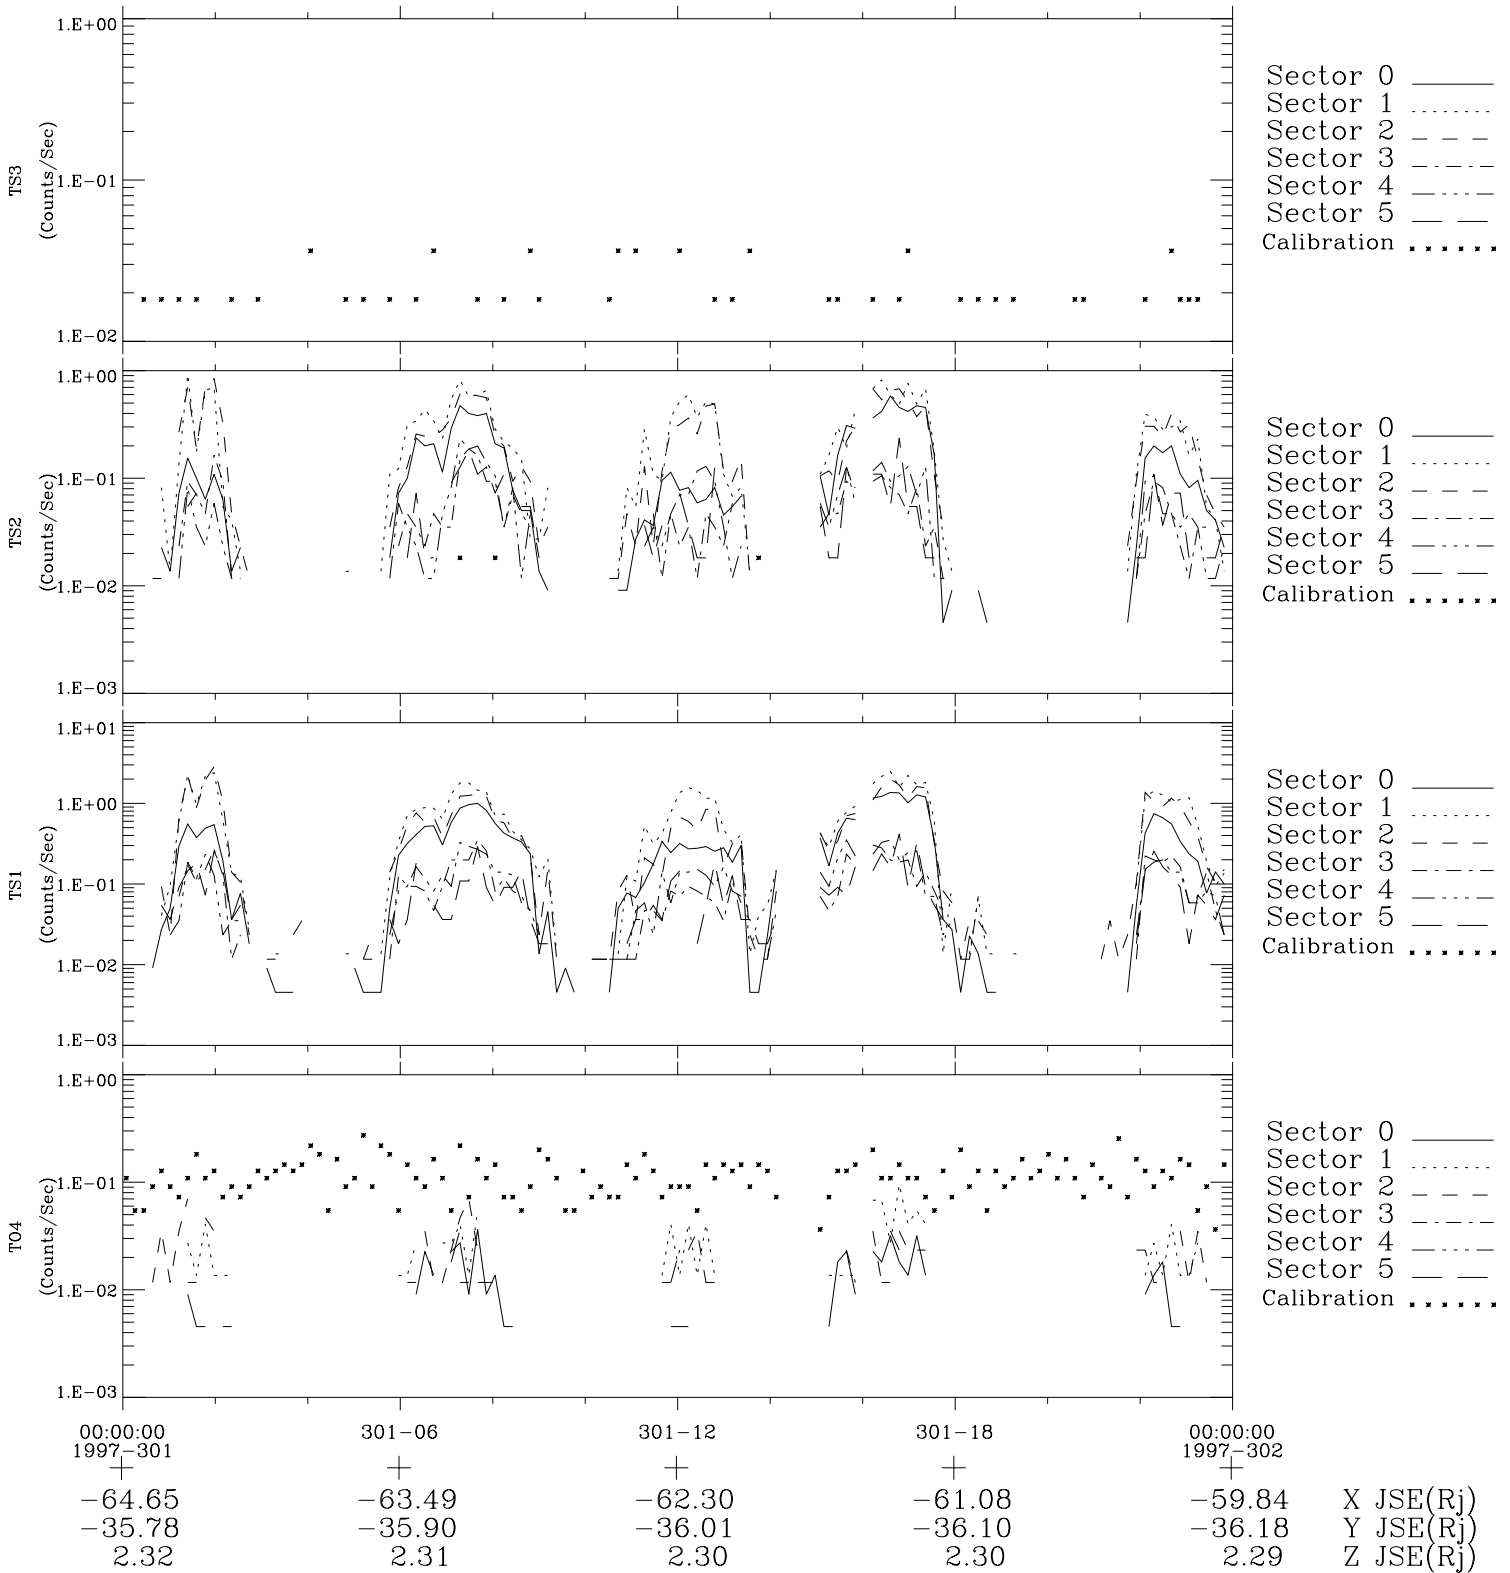 1.E+00
1.E-01
1.E-02
TS3
(Counts/Sec)
Sector 0
Sector 1
Sector 2
Sector 3
Sector 4
Sector 5
Calibration
1.E+00
1.E-01
1.E-02
1.E-03
TS2
(Counts/Sec)
Sector 0
Sector 1
Sector 2
Sector 3
Sector 4
Sector 5
Calibration
1.E+01
1.E+00
1.E-01
1.E-02
1.E-03
TS1
(Counts/Sec)
Sector 0
Sector 1
Sector 2
Sector 3
Sector 4
Sector 5
Calibration
1.E+00
1.E-01
1.E-02
1.E-03
TO4
(Counts/Sec)
Sector 0
Sector 1
Sector 2
Sector 3
Sector 4
Sector 5
Calibration
00:00:00 301-06 301-12 301-18 00:00:00
1997-301 1997-302
-64.65 -63.49 -62.30 -61.08 -59.84 X JSE(Rj)
-35.78 -35.90 -36.01 -36.10 -36.18 Y JSE(Rj)
2.32 2.31 2.30 2.30 2.29 Z JSE(Rj)